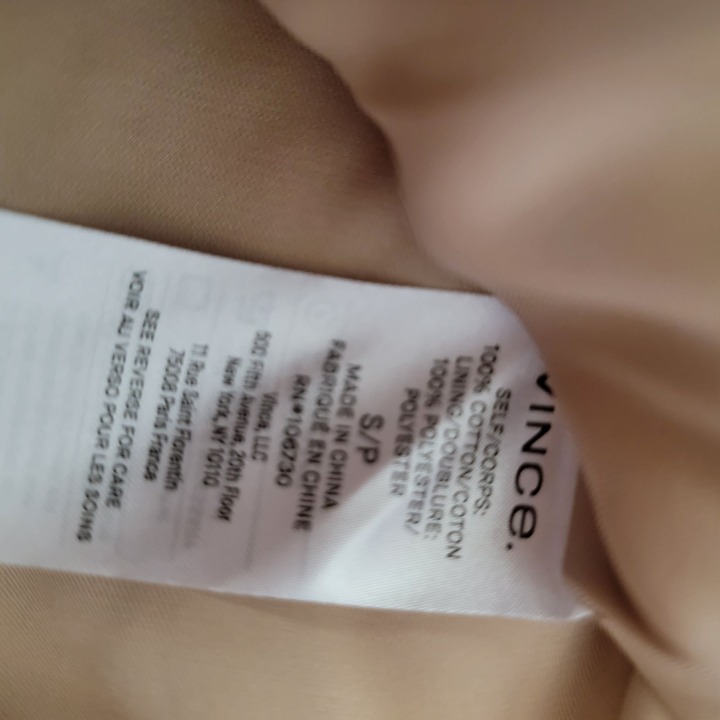 VINCE.
SELF/CORPS:
100% COTTON/COTON
LINING/DOUBLURE:
100% POLYESTER/
POLYESTER
S/P
MADE IN CHINA
FABRIQUÉ EN CHINE
RN#106730
Vince, LLC
500 Fifth Avenue, 20th Floor
New York, NY 10110
11 Rue Saint Florentin
75008 Paris France
SEE REVERSE FOR CARE
VOIR AU VERSO POUR LES SOINS